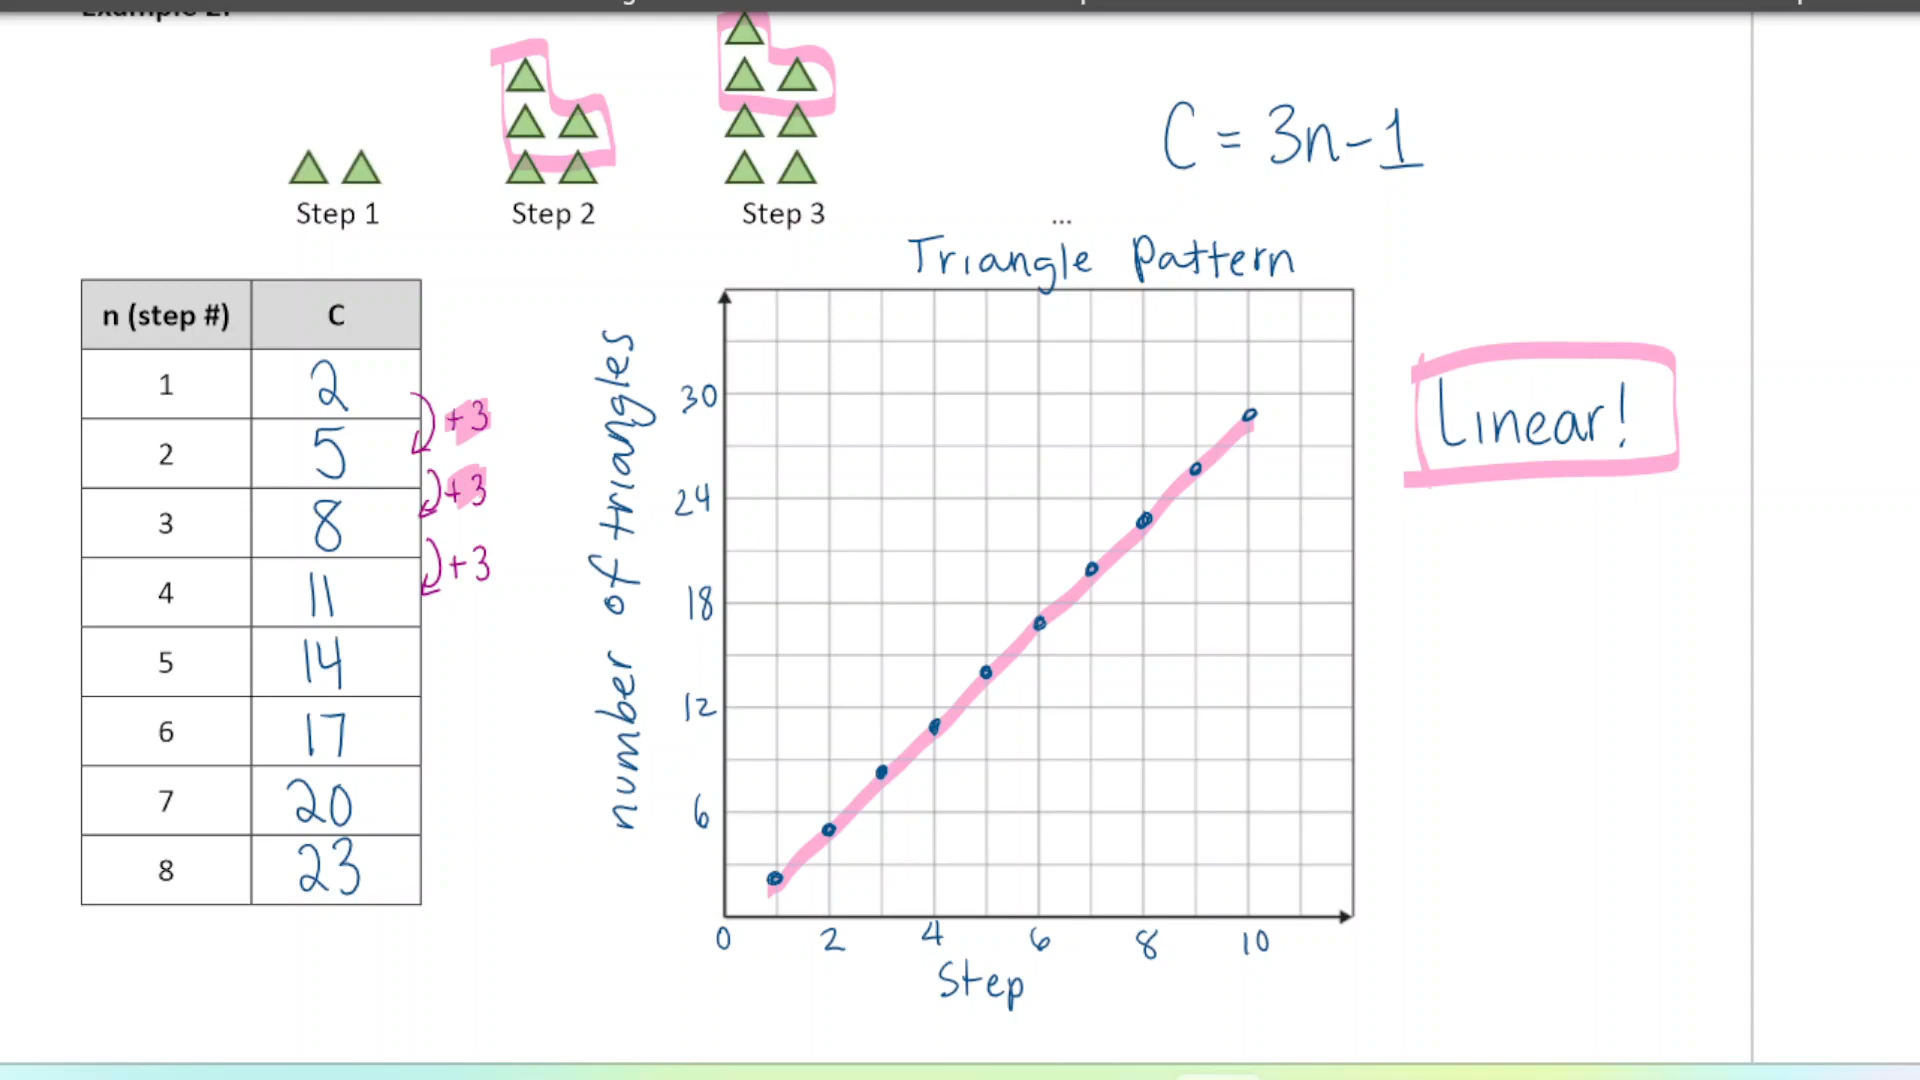 Example 2:
C = 3n-1
Step 1 Step 2 Step 3 ...
Triangle Pattern
n (step #) C
1 2
2 5
3 8
4 11
5 14
6 17
7 20
8 23
+3
+3
+3
number of triangles
30
24
18
12
6
0 2 4 6 8 10
Step
Linear!